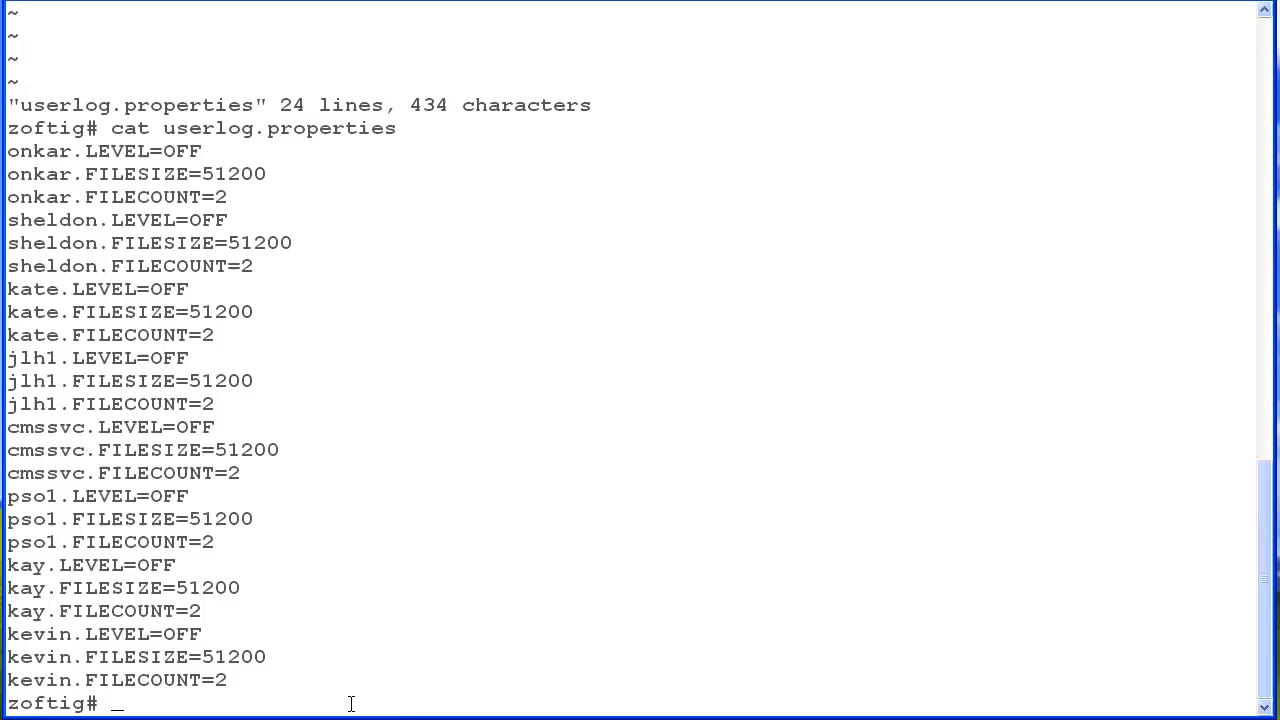 ~
~
~
~
"userlog.properties" 24 lines, 434 characters
zoftig# cat userlog.properties
onkar.LEVEL=OFF
onkar.FILESIZE=51200
onkar.FILECOUNT=2
sheldon.LEVEL=OFF
sheldon.FILESIZE=51200
sheldon.FILECOUNT=2
kate.LEVEL=OFF
kate.FILESIZE=51200
kate.FILECOUNT=2
jlh1.LEVEL=OFF
jlh1.FILESIZE=51200
jlh1.FILECOUNT=2
cmssvc.LEVEL=OFF
cmssvc.FILESIZE=51200
cmssvc.FILECOUNT=2
pso1.LEVEL=OFF
pso1.FILESIZE=51200
pso1.FILECOUNT=2
kay.LEVEL=OFF
kay.FILESIZE=51200
kay.FILECOUNT=2
kevin.LEVEL=OFF
kevin.FILESIZE=51200
kevin.FILECOUNT=2
zoftig# _